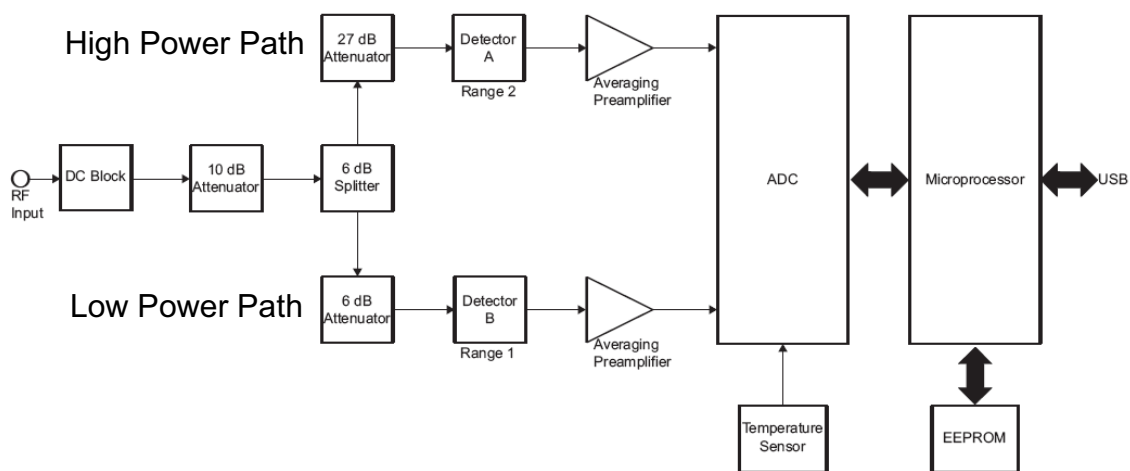 High Power Path
27 dB
Attenuator
Detector
A
Range 2
Averaging
Preamplifier
RF
Input
DC Block
10 dB
Attenuator
6 dB
Splitter
ADC
Microprocessor
USB
Low Power Path
6 dB
Attenuator
Detector
B
Range 1
Averaging
Preamplifier
Temperature
Sensor
EEPROM